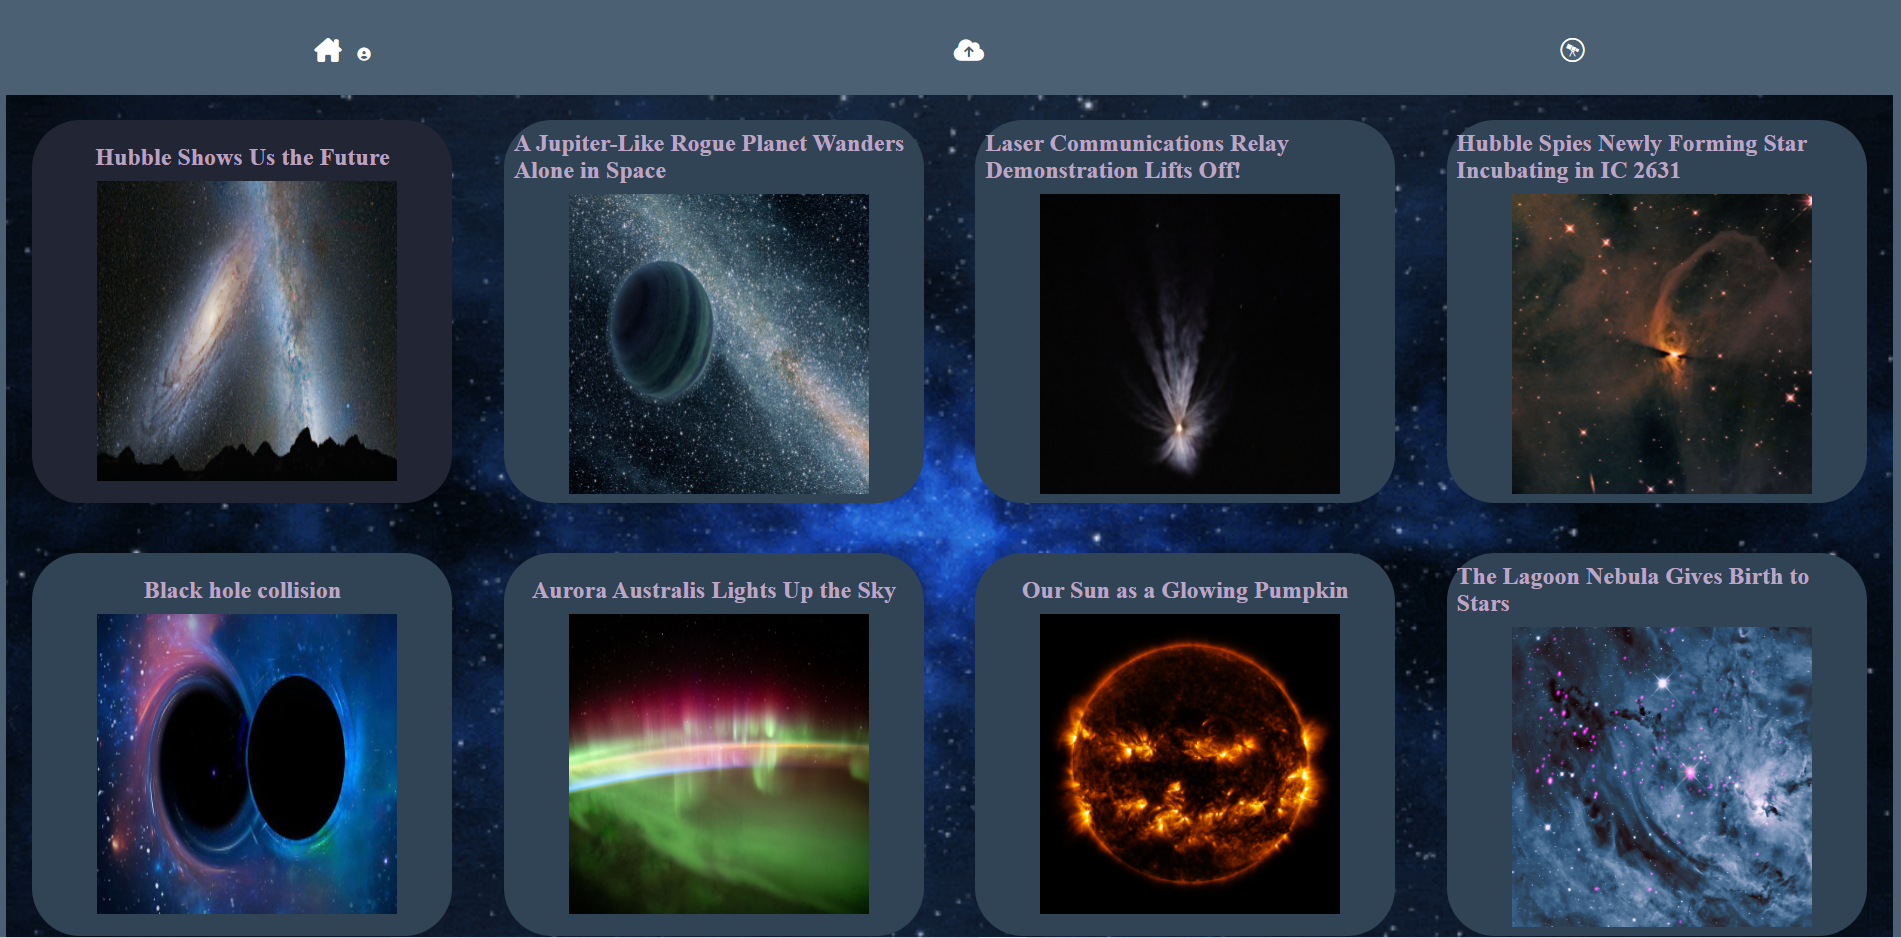 Hubble Shows Us the Future
A Jupiter-Like Rogue Planet Wanders
Alone in Space
Laser Communications Relay
Demonstration Lifts Off!
Hubble Spies Newly Forming Star
Incubating in IC 2631
Black hole collision
Aurora Australis Lights Up the Sky
Our Sun as a Glowing Pumpkin
The Lagoon Nebula Gives Birth to
Stars